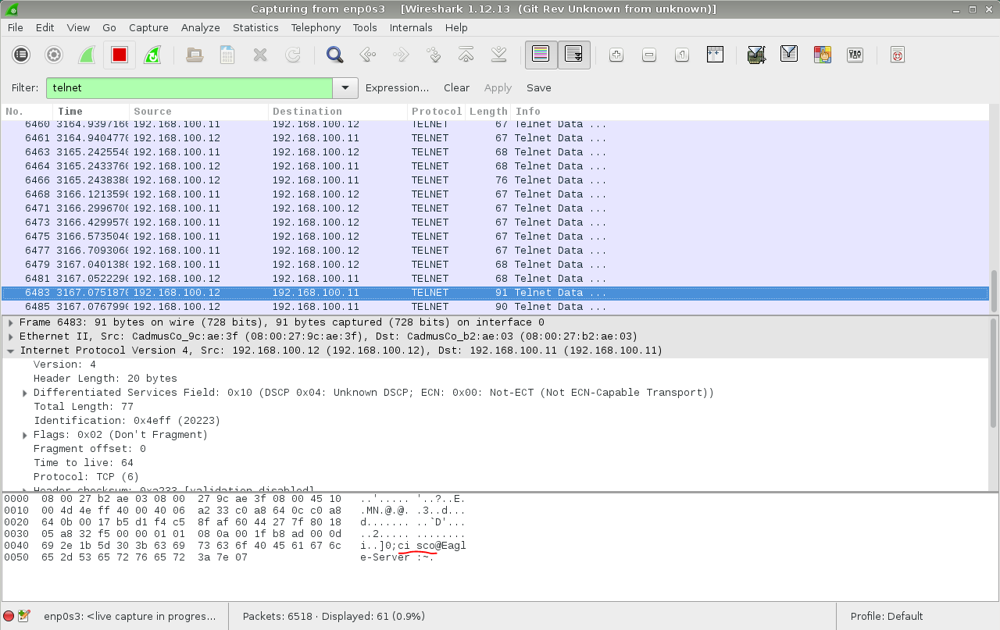 Capturing from enp0s3    [Wireshark 1.12.13  (Git Rev Unknown from unknown)]
File Edit View Go Capture Analyze Statistics Telephony Tools Internals Help
Filter: telnet Expression... Clear Apply Save
No. Time Source Destination Protocol Length Info
6460 3164.9397160 192.168.100.11 192.168.100.12 TELNET 67 Telnet Data ...
6461 3164.9404770 192.168.100.12 192.168.100.11 TELNET 67 Telnet Data ...
6463 3165.2425540 192.168.100.11 192.168.100.12 TELNET 68 Telnet Data ...
6464 3165.2433760 192.168.100.12 192.168.100.11 TELNET 68 Telnet Data ...
6466 3165.2438380 192.168.100.12 192.168.100.11 TELNET 76 Telnet Data ...
6468 3166.1213590 192.168.100.11 192.168.100.12 TELNET 67 Telnet Data ...
6471 3166.2996700 192.168.100.11 192.168.100.12 TELNET 67 Telnet Data ...
6473 3166.4299570 192.168.100.11 192.168.100.12 TELNET 67 Telnet Data ...
6475 3166.5735040 192.168.100.11 192.168.100.12 TELNET 67 Telnet Data ...
6477 3166.7093060 192.168.100.11 192.168.100.12 TELNET 67 Telnet Data ...
6479 3167.0401380 192.168.100.11 192.168.100.12 TELNET 68 Telnet Data ...
6481 3167.0522290 192.168.100.12 192.168.100.11 TELNET 68 Telnet Data ...
6483 3167.0751870 192.168.100.12 192.168.100.11 TELNET 91 Telnet Data ...
6485 3167.0767990 192.168.100.12 192.168.100.11 TELNET 90 Telnet Data ...
Frame 6483: 91 bytes on wire (728 bits), 91 bytes captured (728 bits) on interface 0
Ethernet II, Src: CadmusCo_9c:ae:3f (08:00:27:9c:ae:3f), Dst: CadmusCo_b2:ae:03 (08:00:27:b2:ae:03)
Internet Protocol Version 4, Src: 192.168.100.12 (192.168.100.12), Dst: 192.168.100.11 (192.168.100.11)
Version: 4
Header Length: 20 bytes
Differentiated Services Field: 0x10 (DSCP 0x04: Unknown DSCP; ECN: 0x00: Not-ECT (Not ECN-Capable Transport))
Total Length: 77
Identification: 0x4eff (20223)
Flags: 0x02 (Don't Fragment)
Fragment offset: 0
Time to live: 64
Protocol: TCP (6)
Header checksum: 0xa233 [validation disabled]
0000  08 00 27 b2 ae 03 08 00  27 9c ae 3f 08 00 45 10   ..'..... '..?..E.
0010  00 4d 4e ff 40 00 40 06  a2 33 c0 a8 64 0c c0 a8   .MN.@.@. .3..d...
0020  64 0b 00 17 b5 d1 f4 c5  8f af 60 44 27 7f 80 18   d....... ..`D'...
0030  05 a8 32 f5 00 00 01 01  08 0a 00 1f b8 ad 00 0d   ..2..... ........
0040  69 2e 1b 5d 30 3b 63 69  73 63 6f 40 45 61 67 6c   i..]0;ci sco@Eagl
0050  65 2d 53 65 72 76 65 72  3a 7e 07   e-Server :~.
enp0s3: <live capture in progres... Packets: 6518 · Displayed: 61 (0.9%) Profile: Default